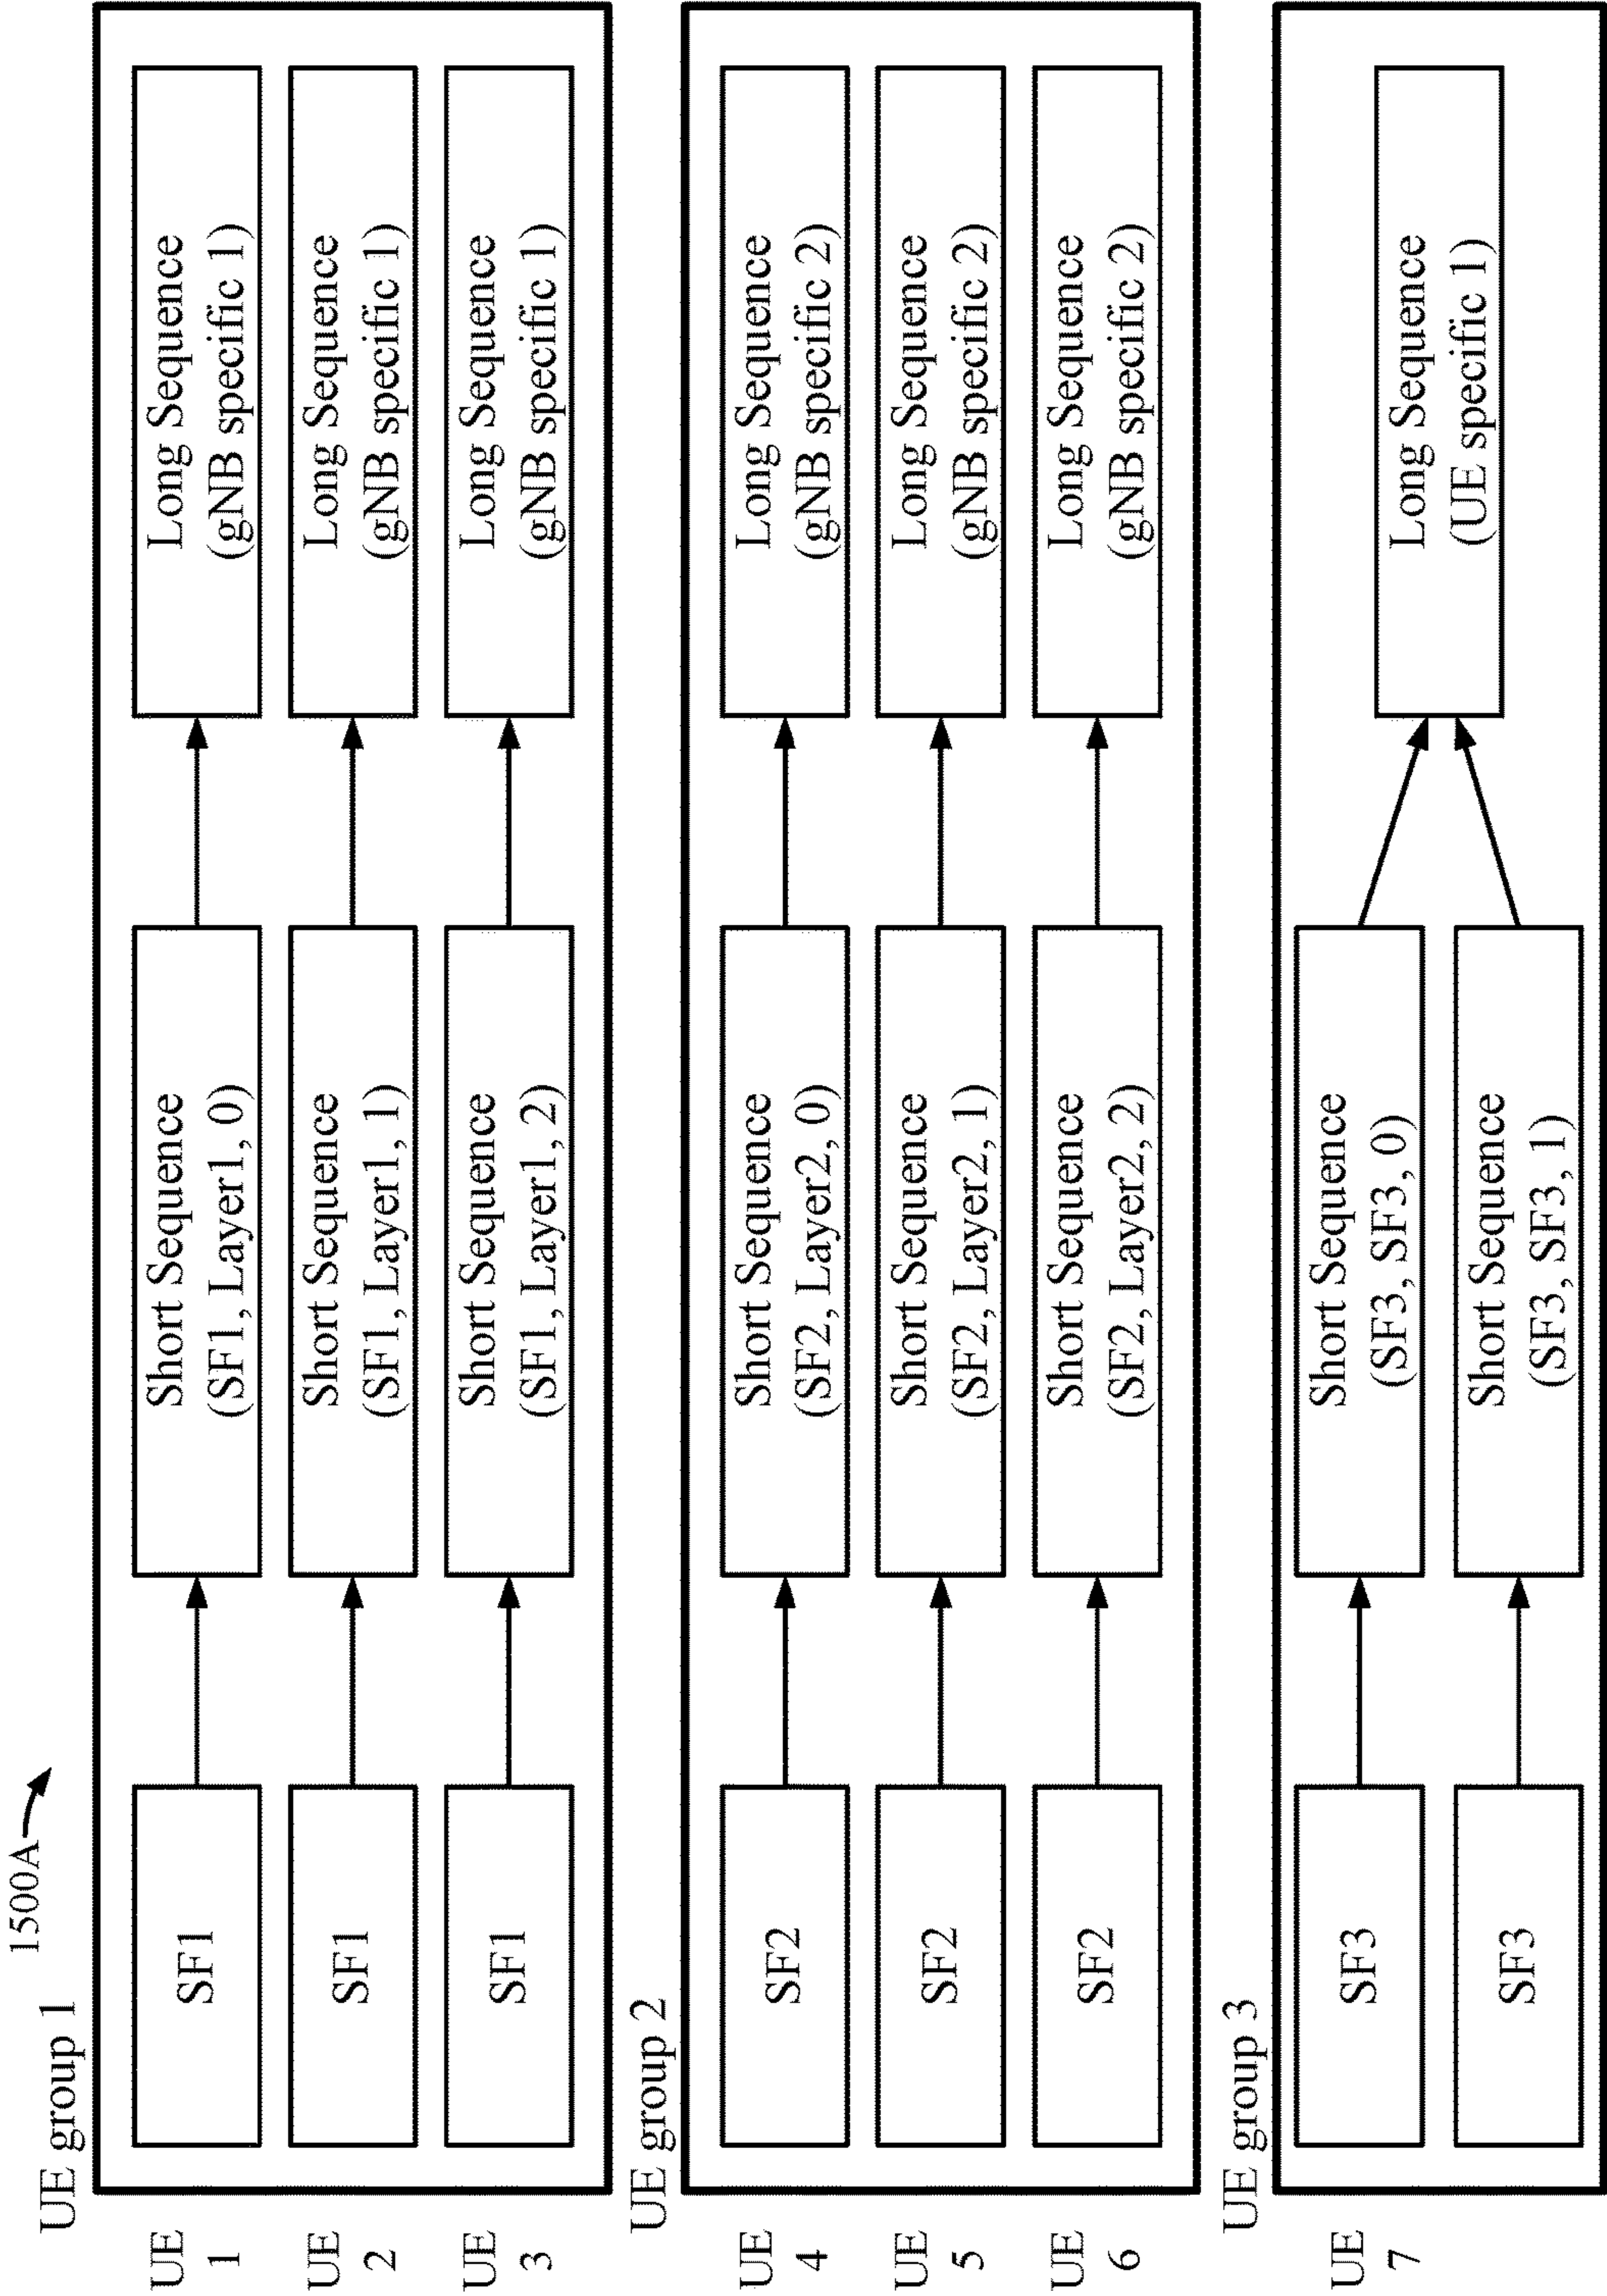 1500A
UE group 1
UE
1
SF1
Short Sequence
(SF1, Layer1, 0)
Long Sequence
(gNB specific 1)
UE
2
SF1
Short Sequence
(SF1, Layer1, 1)
Long Sequence
(gNB specific 1)
UE
3
SF1
Short Sequence
(SF1, Layer1, 2)
Long Sequence
(gNB specific 1)
UE group 2
UE
4
SF2
Short Sequence
(SF2, Layer2, 0)
Long Sequence
(gNB specific 2)
UE
5
SF2
Short Sequence
(SF2, Layer2, 1)
Long Sequence
(gNB specific 2)
UE
6
SF2
Short Sequence
(SF2, Layer2, 2)
Long Sequence
(gNB specific 2)
UE group 3
UE
7
SF3
Short Sequence
(SF3, SF3, 0)
SF3
Short Sequence
(SF3, SF3, 1)
Long Sequence
(UE specific 1)